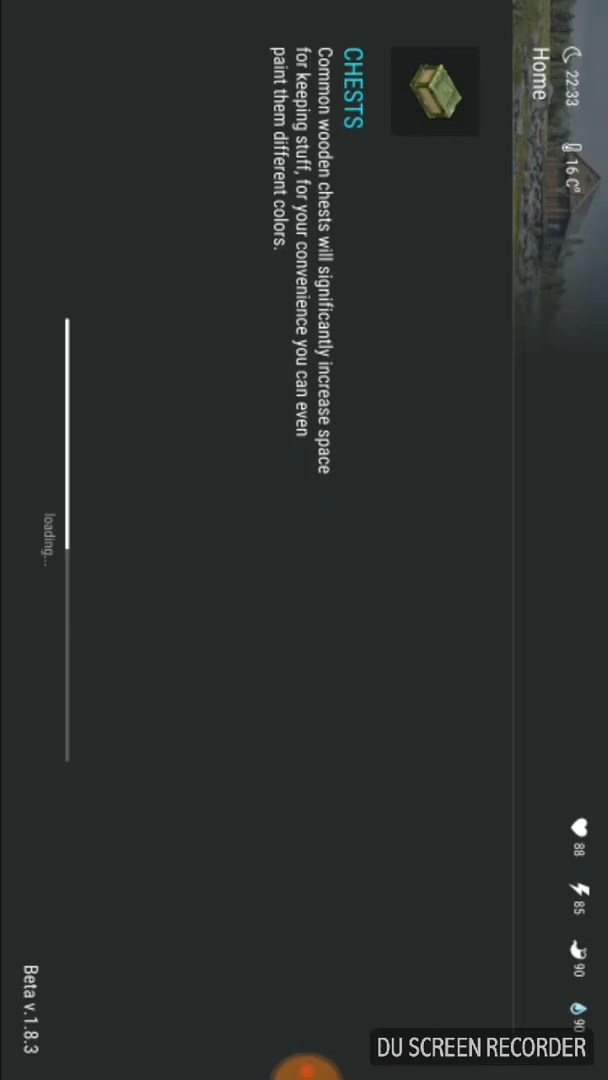 22:33
16 C°
Home
88
85
90
90
CHESTS
Common wooden chests will significantly increase space
for keeping stuff, for your convenience you can even
paint them different colors.
loading...
Beta v.1.8.3
DU SCREEN RECORDER